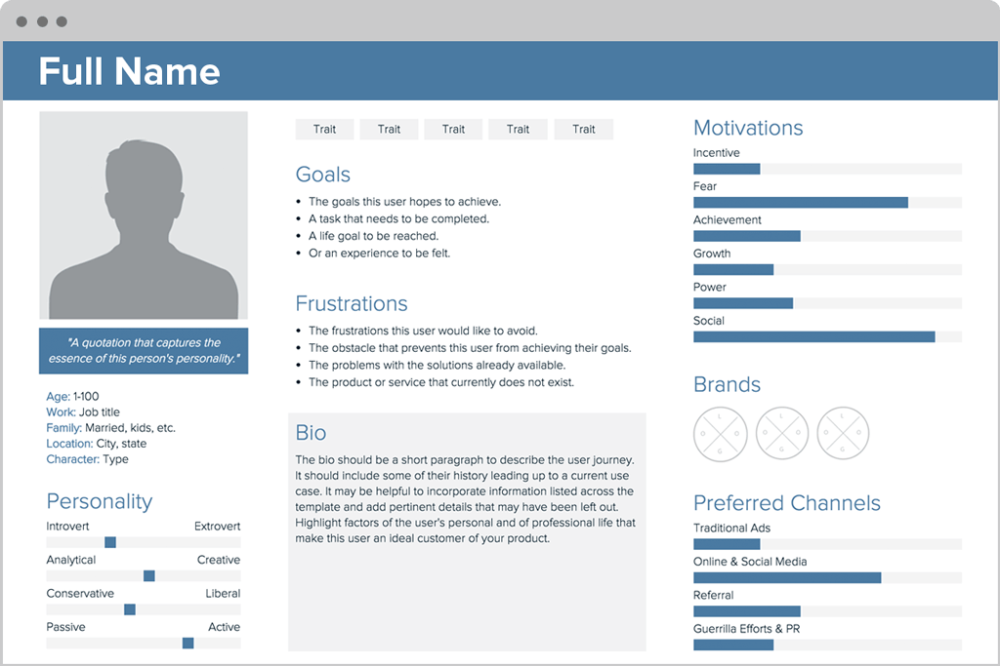 Full Name
"A quotation that captures the
essence of this person's personality."
Age: 1-100
Work: Job title
Family: Married, kids, etc.
Location: City, state
Character: Type
Personality
Introvert Extrovert
Analytical Creative
Conservative Liberal
Passive Active
Trait Trait Trait Trait Trait
Goals
• The goals this user hopes to achieve.
• A task that needs to be completed.
• A life goal to be reached.
• Or an experience to be felt.
Frustrations
• The frustrations this user would like to avoid.
• The obstacle that prevents this user from achieving their goals.
• The problems with the solutions already available.
• The product or service that currently does not exist.
Bio
The bio should be a short paragraph to describe the user journey.
It should include some of their history leading up to a current use
case. It may be helpful to incorporate information listed across the
template and add pertinent details that may have been left out.
Highlight factors of the user's personal and of professional life that
make this user an ideal customer of your product.
Motivations
Incentive
Fear
Achievement
Growth
Power
Social
Brands
L O G O
L O G O
L O G O
Preferred Channels
Traditional Ads
Online & Social Media
Referral
Guerrilla Efforts & PR